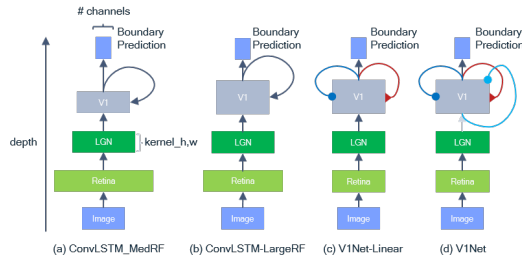 # channels
Boundary Prediction
Boundary Prediction
Boundary Prediction
Boundary Prediction
V1
V1
V1
V1
depth
LGN
kernel_h,w
LGN
LGN
LGN
Retina
Retina
Retina
Retina
Image
Image
Image
Image
(a) ConvLSTM_MedRF
(b) ConvLSTM-LargeRF
(c) V1Net-Linear
(d) V1Net